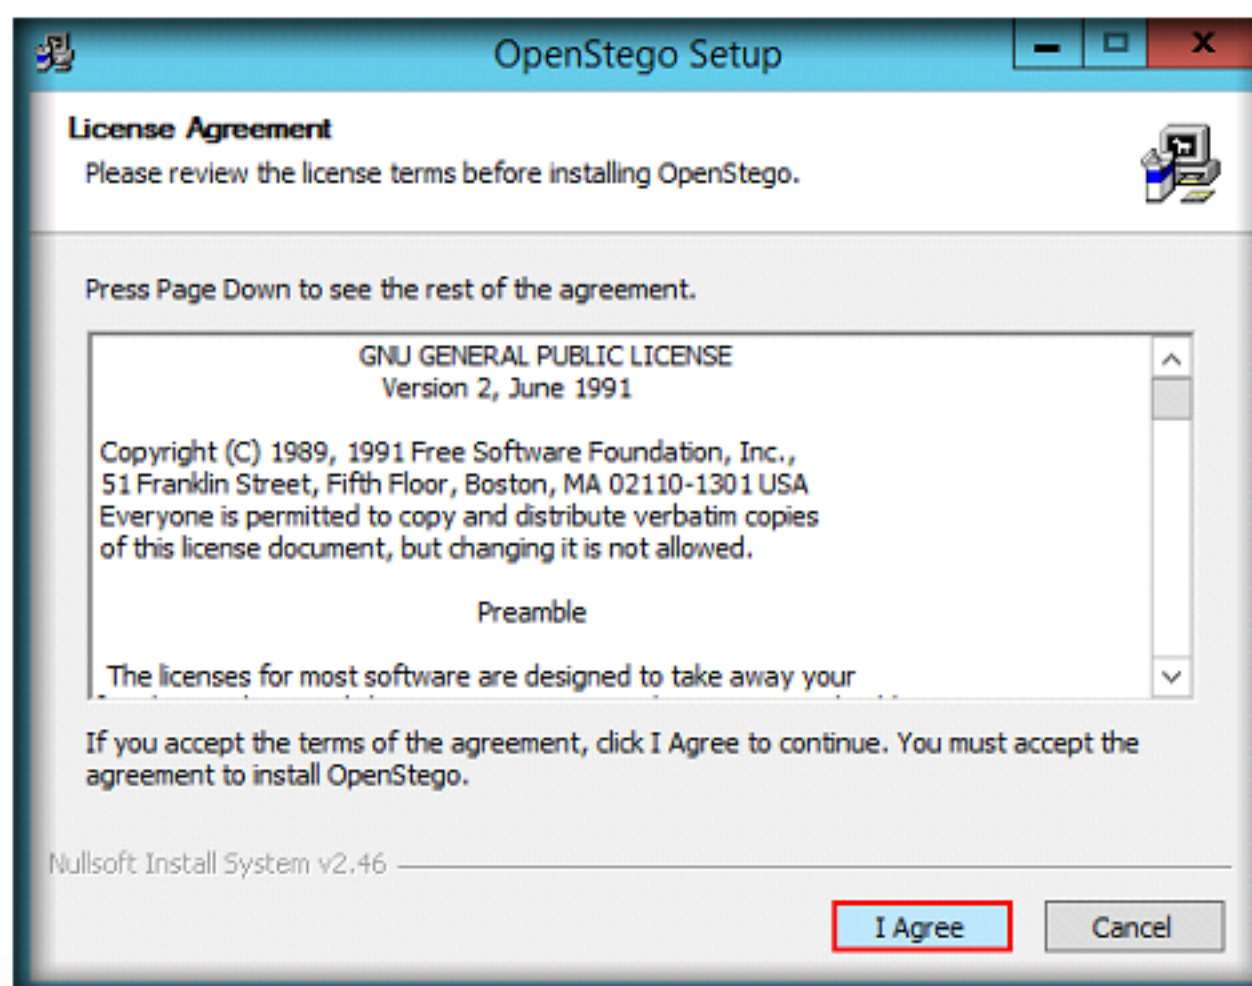 OpenStego Setup
License Agreement
Please review the license terms before installing OpenStego.
Press Page Down to see the rest of the agreement.
GNU GENERAL PUBLIC LICENSE
Version 2, June 1991
Copyright (C) 1989, 1991 Free Software Foundation, Inc.,
51 Franklin Street, Fifth Floor, Boston, MA 02110-1301 USA
Everyone is permitted to copy and distribute verbatim copies
of this license document, but changing it is not allowed.
Preamble
The licenses for most software are designed to take away your
If you accept the terms of the agreement, click I Agree to continue. You must accept the
agreement to install OpenStego.
Nullsoft Install System v2.46
I Agree
Cancel